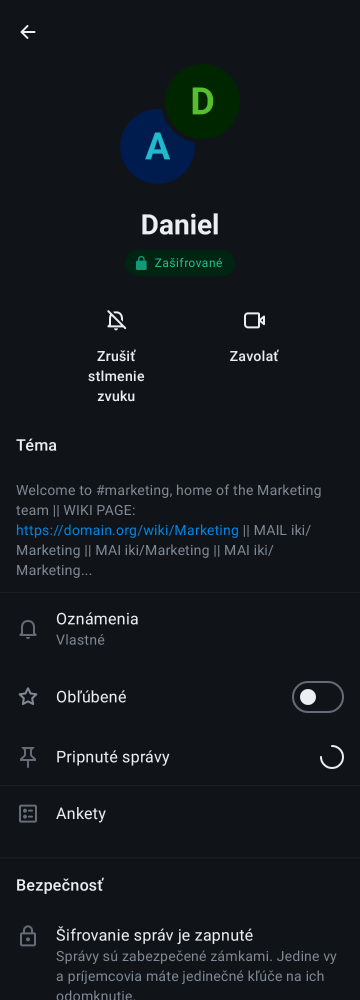 D
A
Daniel
Zašifrované
Zrušiť
stlmenie
zvuku
Zavolať
Téma
Welcome to #marketing, home of the Marketing
team || WIKI PAGE:
https://domain.org/wiki/Marketing || MAIL iki/
Marketing || MAI iki/Marketing || MAI iki/
Marketing...
Oznámenia
Vlastné
Obľúbené
Pripnuté správy
Ankety
Bezpečnosť
Šifrovanie správ je zapnuté
Správy sú zabezpečené zámkami. Jedine vy
a príjemcovia máte jedinečné kľúče na ich
odomknutie.